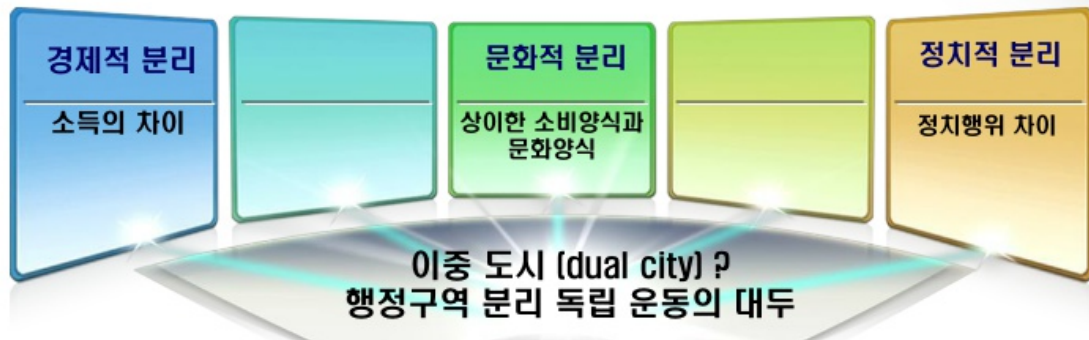 경제적 분리
소득의 차이
문화적 분리
상이한 소비양식과
문화양식
정치적 분리
정치행위 차이
이중 도시 (dual city) ?
행정구역 분리 독립 운동의 대두